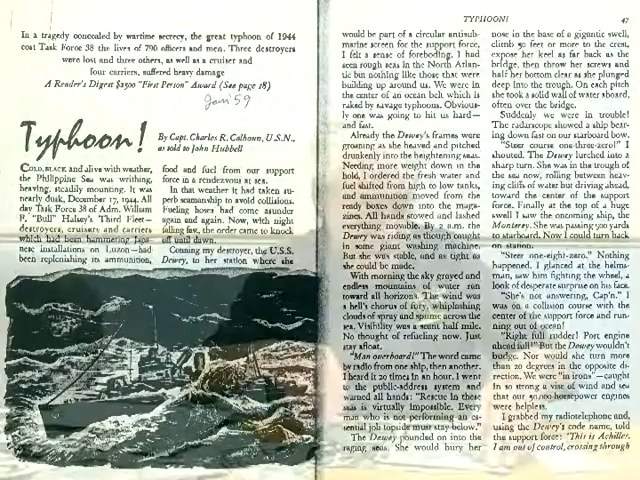 In a tragedy concealed by wartime secrecy, the great typhoon of 1944
cost Task Force 38 the lives of 790 officers and men. Three destroyers
were lost and three others, as well as a cruiser and
four carriers, suffered heavy damage
A Reader's Digest $2500 "First Person" Award (See page 18)
Jan '59
Typhoon!
By Capt. Charles R. Calhoun, U.S.N.,
as told to John Hubbell
COLD, BLACK and alive with weather,
the Philippine Sea was writhing,
heaving, steadily mounting. It was
nearly dusk, December 17, 1944. All
day Task Force 38 of Adm. William
F. "Bull" Halsey's Third Fleet—
destroyers, cruisers and carriers
which had been hammering Japa-
nese installations on Luzon—had
been replenishing its ammunition,
food and fuel from our support
force in a rendezvous at sea.
In that weather it had taken su-
perb seamanship to avoid collisions.
Fueling hoses had come asunder
again and again. Now, with night
falling fast, the order came to knock
off until dawn.
Conning my destroyer, the U.S.S.
Dewey, to her station where she
TYPHOON!
47
would be part of a circular antisub-
marine screen for the support force,
I felt a sense of foreboding. I had
seen rough seas in the North Atlan-
tic but nothing like those that were
building up around us. We were in
the center of an ocean belt which is
raked by savage typhoons. Obvious-
ly one was going to hit us hard—
and fast.
Already the Dewey's frames were
groaning as she heaved and pitched
drunkenly into the heightening seas.
Needing more weight down in the
hold, I ordered the fresh water and
fuel shifted from high to low tanks,
and ammunition moved from the
ready boxes down into the maga-
zines. All hands stowed and lashed
everything movable. By 2 a.m. the
Dewey was riding as though caught
in some giant washing machine.
But she was stable, and as tight as
she could be made.
With morning the sky grayed and
endless mountains of water run
toward all horizons. The wind was
a hell's chorus of fury, whiplashing
clouds of spray and spume across the
sea. Visibility was a scant half mile.
No thought of refueling now. Just
stay afloat.
"Man overboard!" The word came
by radio from one ship, then another.
I heard it 20 times in an hour. I went
to the public-address system and
warned all hands: "Rescue in these
seas is virtually impossible. Every
man who is not performing an es-
sential job topside must stay below."
The Dewey pounded on into the
raging seas. She would bury her
nose in the base of a gigantic swell,
climb 50 feet or more to the crest,
expose her keel as far back as the
bridge, then throw her screws and
half her bottom clear as she plunged
deep into the trough. On each pitch
she took a solid wall of water aboard,
often over the bridge.
Suddenly we were in trouble!
The radarscope showed a ship bear-
ing down fast on our starboard bow.
"Steer course one-three-zero!" I
shouted. The Dewey lurched into a
sharp turn. She was in the trough of
the sea now, rolling between heav-
ing cliffs of water but driving ahead,
toward the center of the support
force. Finally at the top of a huge
swell I saw the oncoming ship, the
Monterey. She was passing 500 yards
to starboard. Now I could turn back
on station.
"Steer one-eight-zero." Nothing
happened. I glanced at the helms-
man, saw him fighting the wheel, a
look of desperate surprise on his face.
"She's not answering, Cap'n." I
was on a collision course with the
center of the support force and run-
ning out of ocean!
"Right full rudder! Port engine
ahead full!" But the Dewey wouldn't
budge. Nor would she turn more
than 20 degrees in the opposite di-
rection. We were "in irons"—caught
in so strong a vise of wind and sea
that our 50,000-horsepower engines
were helpless.
I grabbed my radiotelephone and,
using the Dewey's code name, told
the support force: "This is Achilles.
I am out of control, crossing through